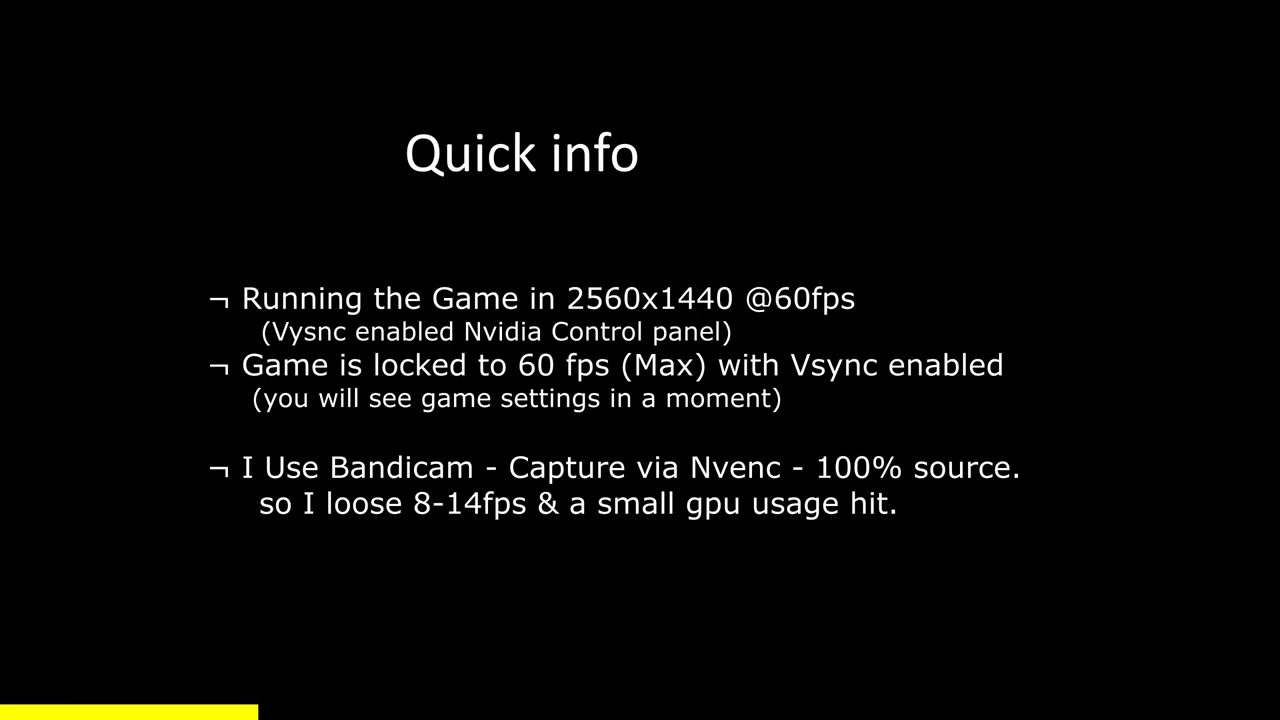 Quick info
¬ Running the Game in 2560x1440 @60fps
(Vysnc enabled Nvidia Control panel)
¬ Game is locked to 60 fps (Max) with Vsync enabled
(you will see game settings in a moment)
¬ I Use Bandicam - Capture via Nvenc - 100% source.
so I loose 8-14fps & a small gpu usage hit.